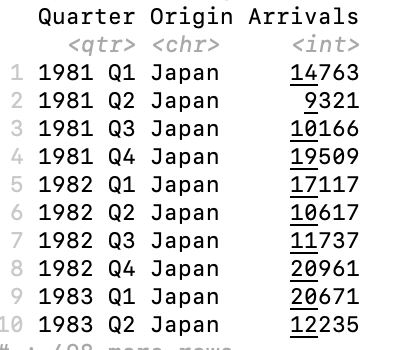 Quarter Origin Arrivals
<qtr> <chr> <int>
1 1981 Q1 Japan 14763
2 1981 Q2 Japan 9321
3 1981 Q3 Japan 10166
4 1981 Q4 Japan 19509
5 1982 Q1 Japan 17117
6 1982 Q2 Japan 10617
7 1982 Q3 Japan 11737
8 1982 Q4 Japan 20961
9 1983 Q1 Japan 20671
10 1983 Q2 Japan 12235
more rows